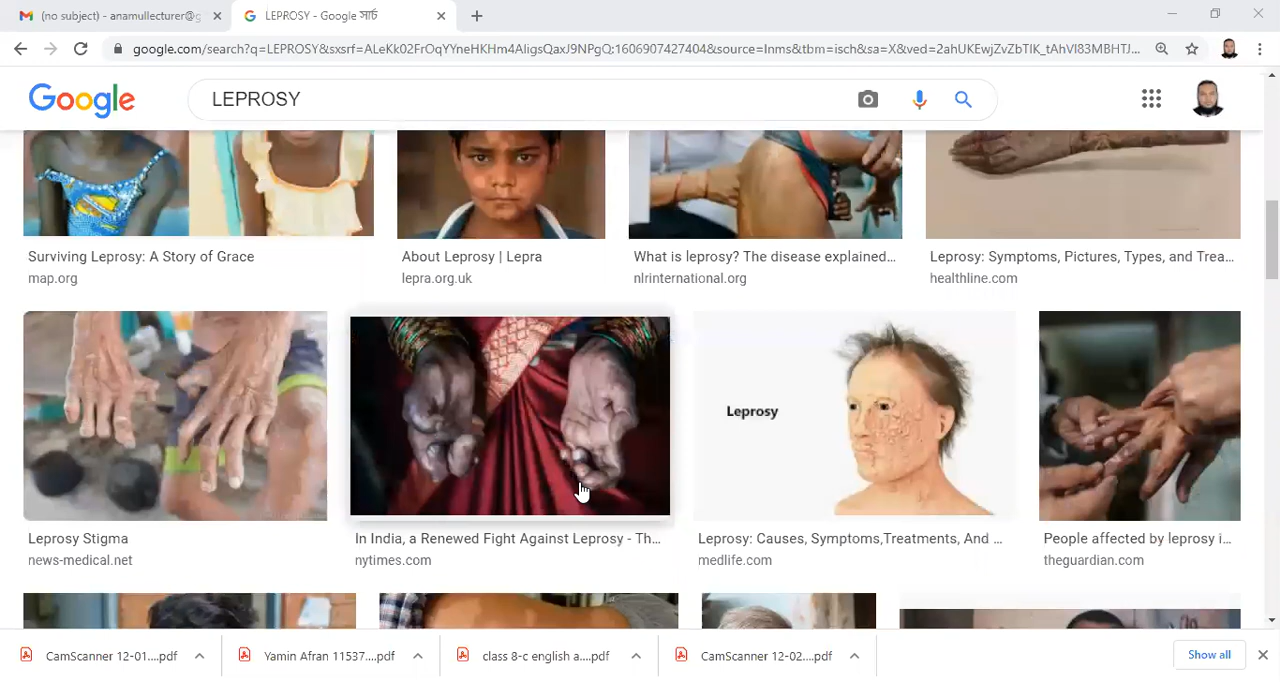 (no subject) - anamullecturer@g
LEPROSY - Google সার্চ
google.com/search?q=LEPROSY&sxsrf=ALeKk02FrOqYYneHKHm4AligsQaxJ9NPgQ:1606907427404&source=lnms&tbm=isch&sa=X&ved=2ahUKEwjZvZbTlK_tAhVl83MBHTJ...
Google
LEPROSY
Surviving Leprosy: A Story of Grace
map.org
About Leprosy | Lepra
lepra.org.uk
What is leprosy? The disease explained...
nlrinternational.org
Leprosy: Symptoms, Pictures, Types, and Trea...
healthline.com
Leprosy
Leprosy Stigma
news-medical.net
In India, a Renewed Fight Against Leprosy - Th...
nytimes.com
Leprosy: Causes, Symptoms,Treatments, And ...
medlife.com
People affected by leprosy i...
theguardian.com
CamScanner 12-01....pdf
Yamin Afran 11537....pdf
class 8-c english a....pdf
CamScanner 12-02....pdf
Show all